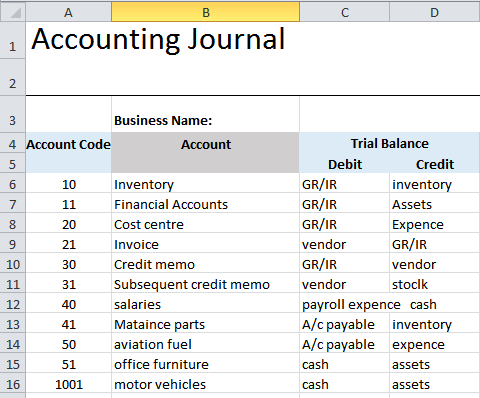 A B C D
1 Accounting Journal
2
3 Business Name:
4 Account Code Account Trial Balance
5 Debit Credit
6 10 Inventory GR/IR inventory
7 11 Financial Accounts GR/IR Assets
8 20 Cost centre GR/IR Expence
9 21 Invoice vendor GR/IR
10 30 Credit memo GR/IR vendor
11 31 Subsequent credit memo vendor stoclk
12 40 salaries payroll expence cash
13 41 Mataince parts A/c payable inventory
14 50 aviation fuel A/c payable expence
15 51 office furniture cash assets
16 1001 motor vehicles cash assets